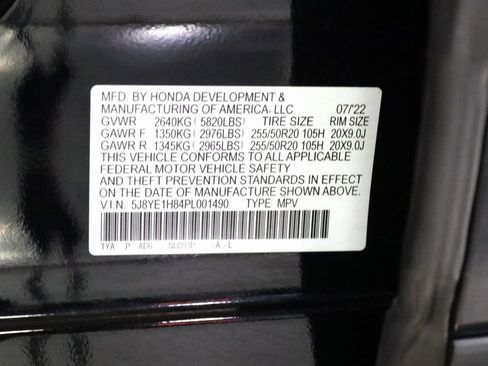 MFD. BY HONDA DEVELOPMENT &
MANUFACTURING OF AMERICA, LLC 07/'22
GVWR 2640KG (5820LBS) TIRE SIZE RIM SIZE
GAWR F 1350KG (2976LBS) 255/50R20 105H 20X9.0J
GAWR R 1345KG (2965LBS) 255/50R20 105H 20X9.0J
THIS VEHICLE CONFORMS TO ALL APPLICABLE
FEDERAL MOTOR VEHICLE SAFETY, BUMPER,
AND THEFT PREVENTION STANDARDS IN EFFECT
ON THE DATE OF MANUFACTURE SHOWN ABOVE.
V.I.N.: 5J8YE1H84PL001490 TYPE: MPV
TYA P AD6 -A -L